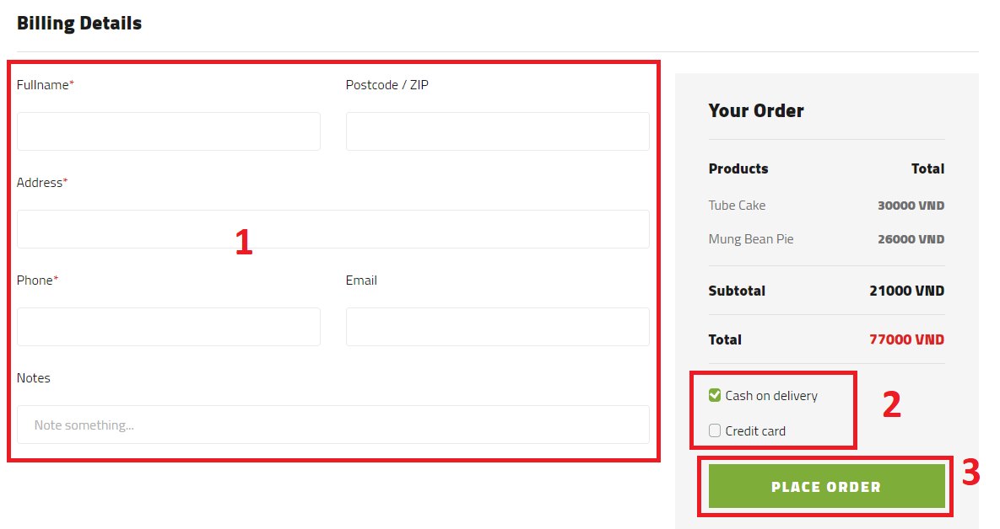 Billing Details
Fullname*
Postcode / ZIP
Address*
1
Phone*
Email
Notes
Note something...
Your Order
Products Total
Tube Cake 30000 VND
Mung Bean Pie 26000 VND
Subtotal 21000 VND
Total 77000 VND
Cash on delivery
2
Credit card
PLACE ORDER
3